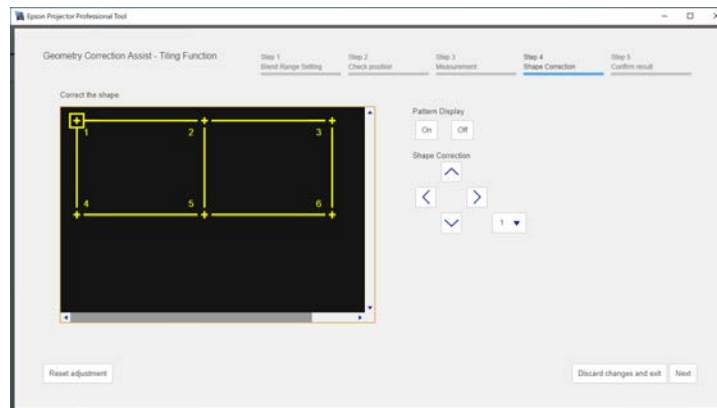 Epson Projector Professional Tool
Geometry Correction Assist - Tiling Function
Step 1
Blend Range Setting
Step 2
Check position
Step 3
Measurement
Step 4
Shape Correction
Step 5
Confirm result
Correct the shape.
1 2 3
4 5 6
Pattern Display
On Off
Shape Correction
1
Reset adjustment
Discard changes and exit Next